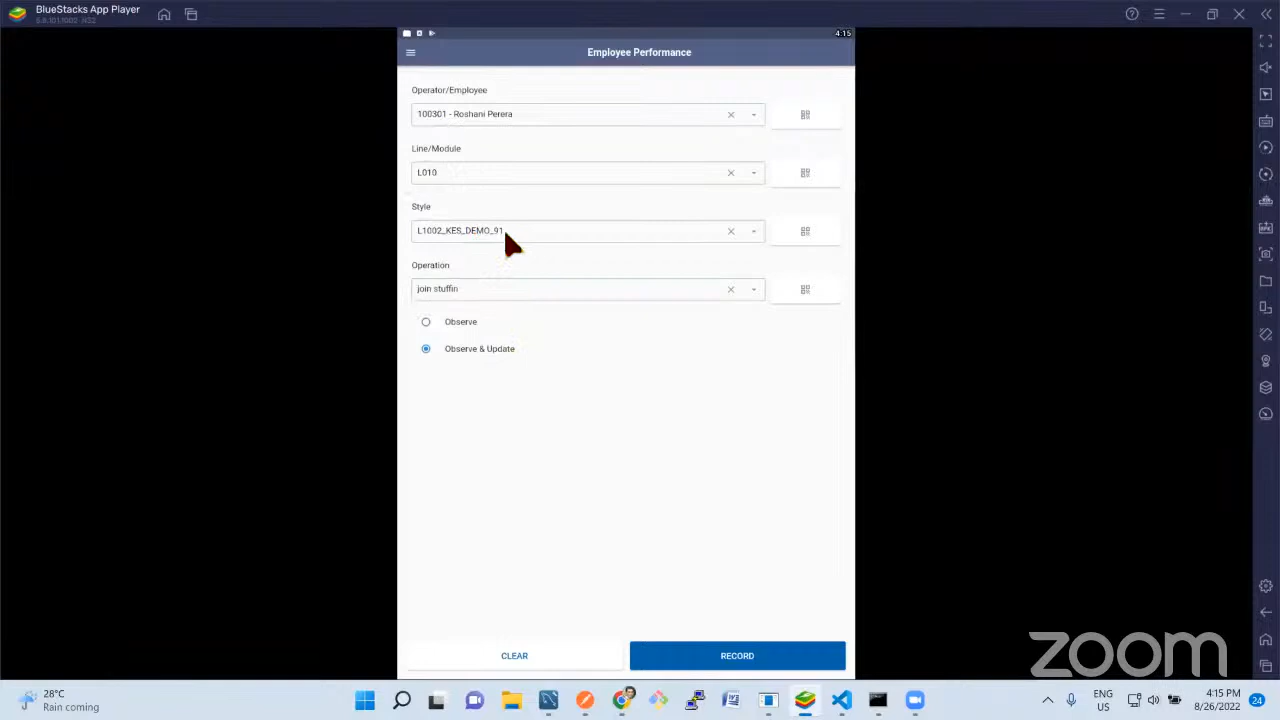 BlueStacks App Player
4:15
Employee Performance
Operator/Employee
100301 - Roshani Perera
Line/Module
L010
Style
L1002_KES_DEMO_91
Operation
join stuffin
Observe
Observe & Update
CLEAR
RECORD
zoom
28°C
Rain coming
ENG
US
4:15 PM
8/26/2022
24